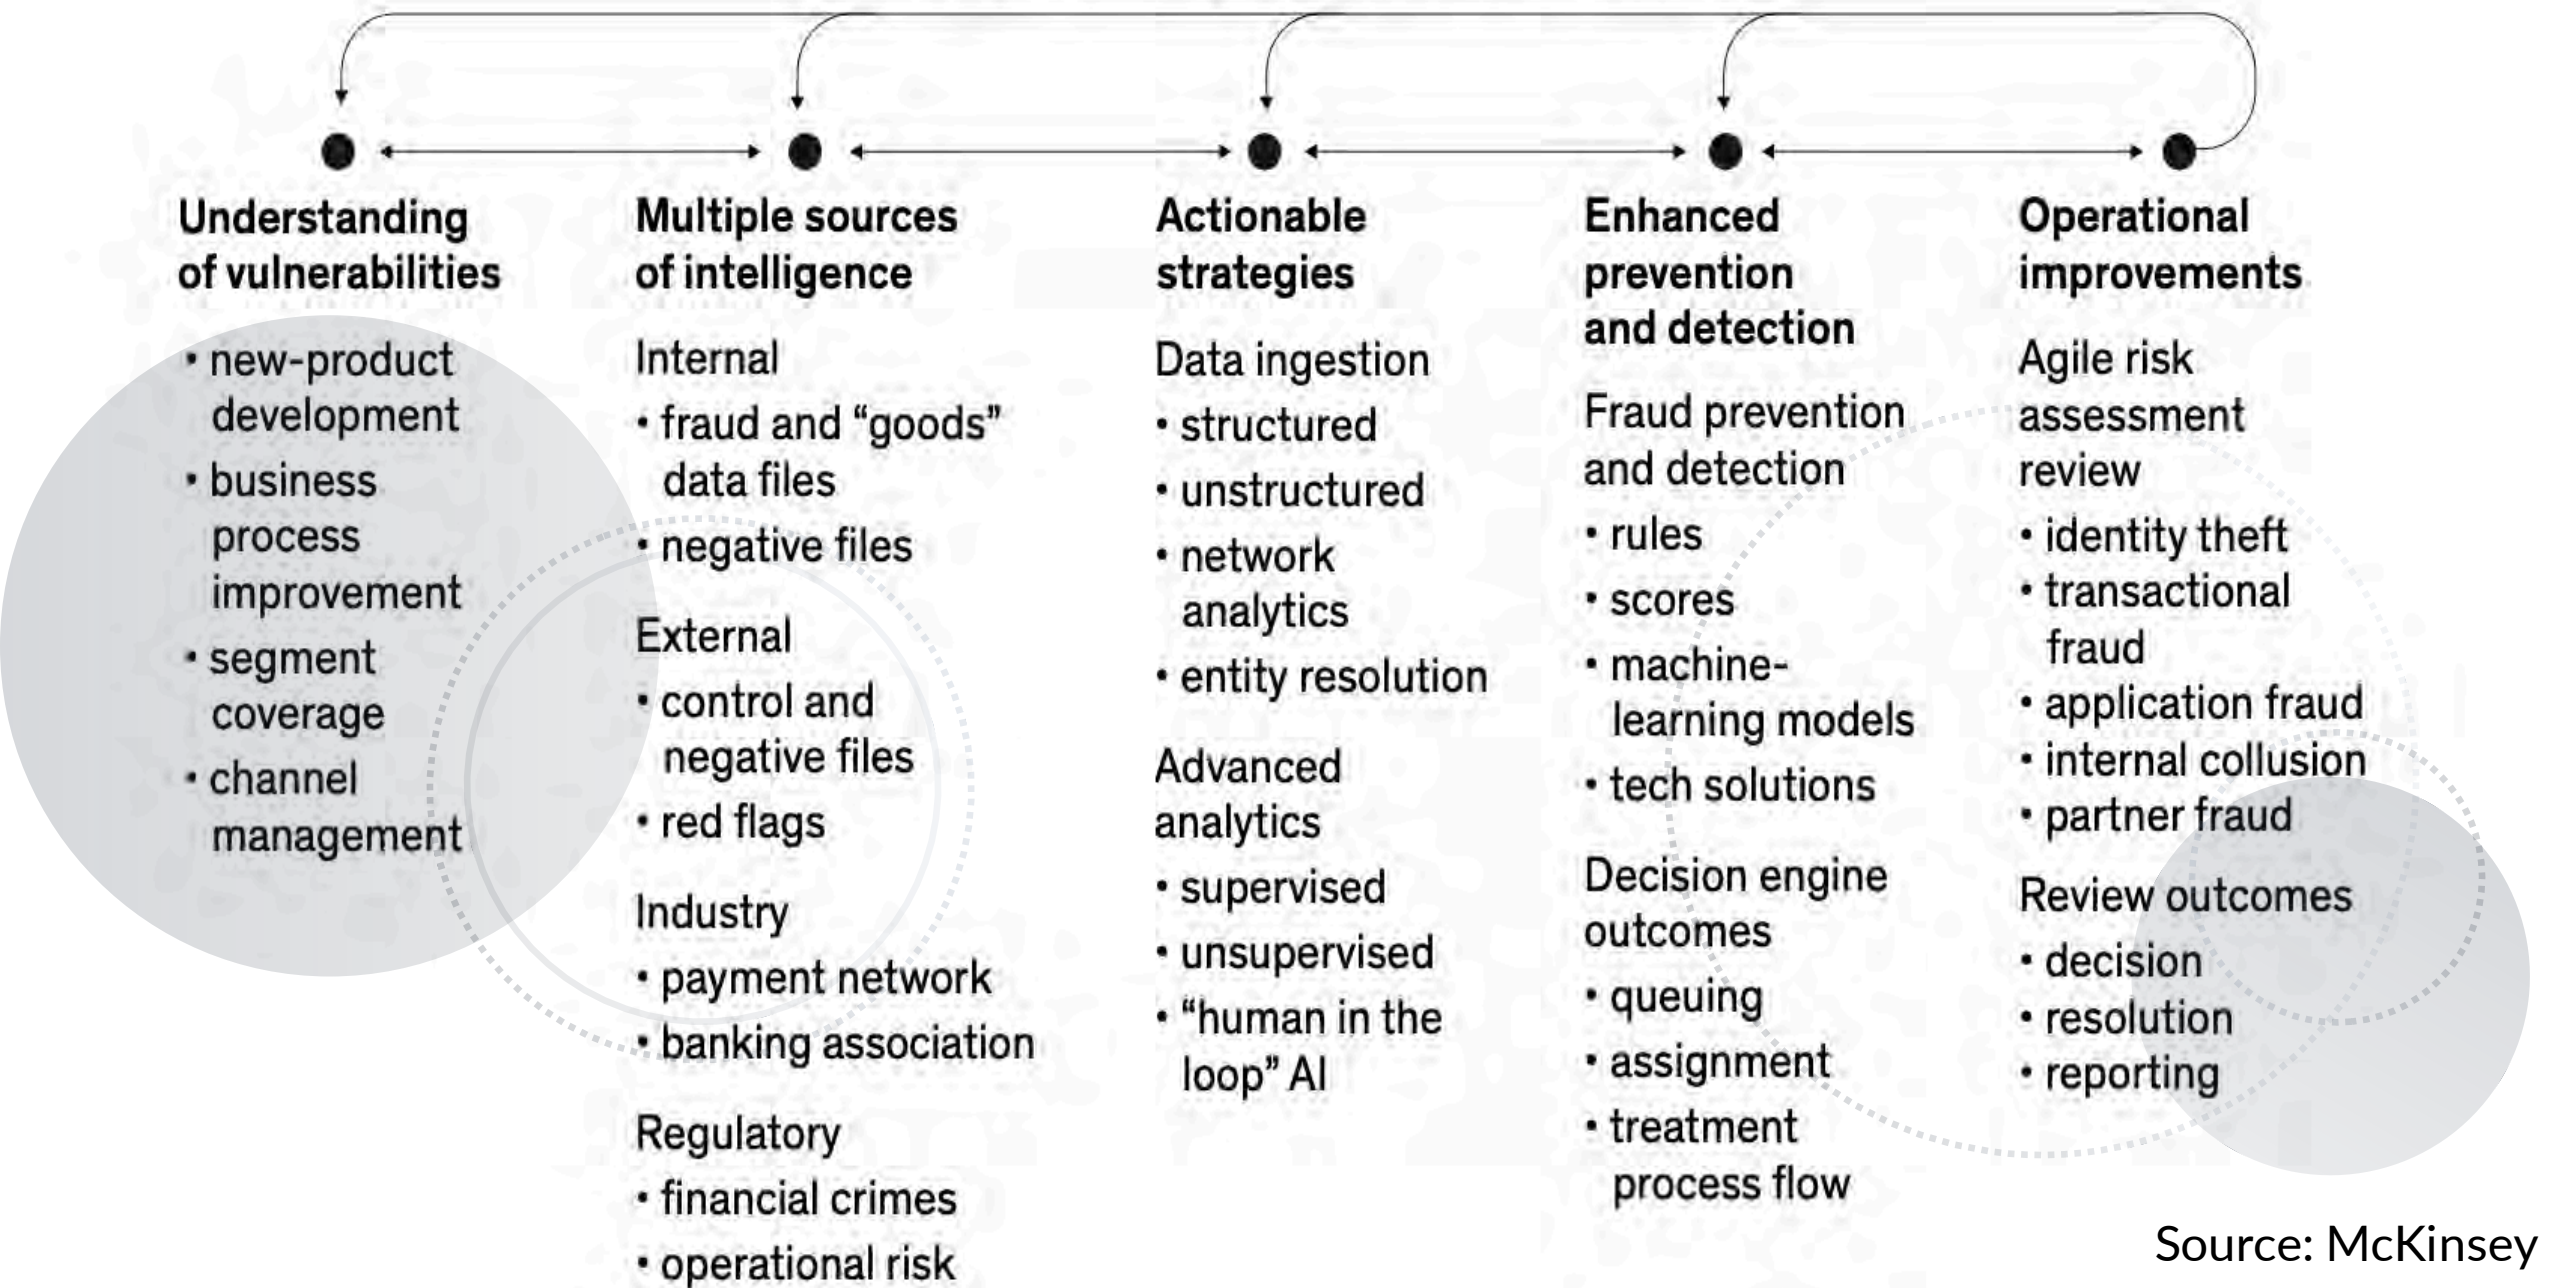 Understanding
of vulnerabilities
• new-product
development
• business
process
improvement
• segment
coverage
• channel
management
Multiple sources
of intelligence
Internal
• fraud and “goods”
data files
• negative files
External
• control and
negative files
• red flags
Industry
• payment network
• banking association
Regulatory
• financial crimes
• operational risk
Actionable
strategies
Data ingestion
• structured
• unstructured
• network
analytics
• entity resolution
Advanced
analytics
• supervised
• unsupervised
• “human in the
loop” AI
Enhanced
prevention
and detection
Fraud prevention
and detection
• rules
• scores
• machine-
learning models
• tech solutions
Decision engine
outcomes
• queuing
• assignment
• treatment
process flow
Operational
improvements
Agile risk
assessment
review
• identity theft
• transactional
fraud
• application fraud
• internal collusion
• partner fraud
Review outcomes
• decision
• resolution
• reporting
Source: McKinsey